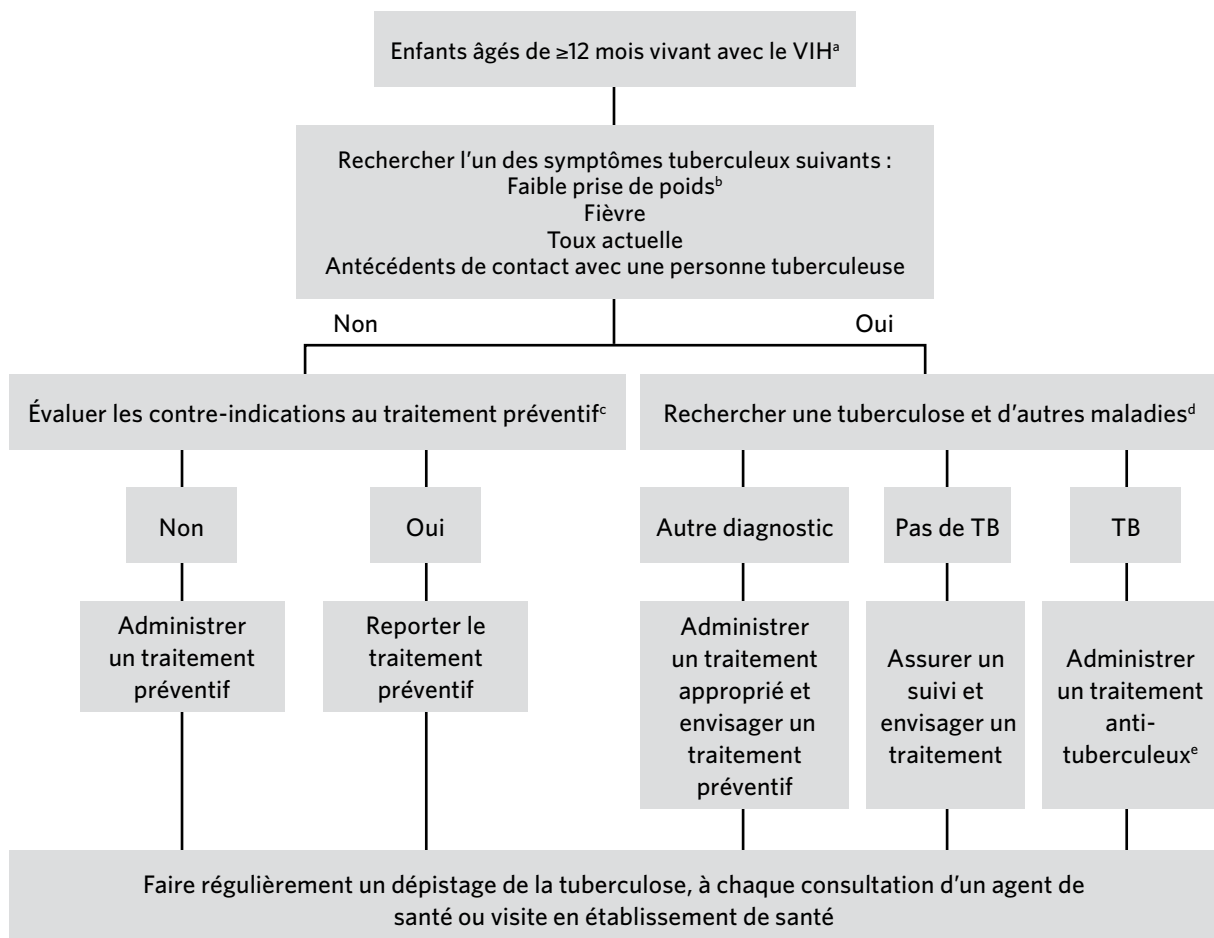 Enfants âgés de ≥12 mois vivant avec le VIHᵃ
Rechercher l'un des symptômes tuberculeux suivants :
Faible prise de poidsᵇ
Fièvre
Toux actuelle
Antécédents de contact avec une personne tuberculeuse
Non
Oui
Évaluer les contre-indications au traitement préventifᶜ
Rechercher une tuberculose et d'autres maladiesᵈ
Non
Oui
Autre diagnostic
Pas de TB
TB
Administrer
un traitement
préventif
Reporter le
traitement
préventif
Administrer
un traitement
approprié et
envisager un
traitement
préventif
Assurer un
suivi et
envisager un
traitement
Administrer
un traitement
anti-
tuberculeuxᵉ
Faire régulièrement un dépistage de la tuberculose, à chaque consultation d'un agent de
santé ou visite en établissement de santé